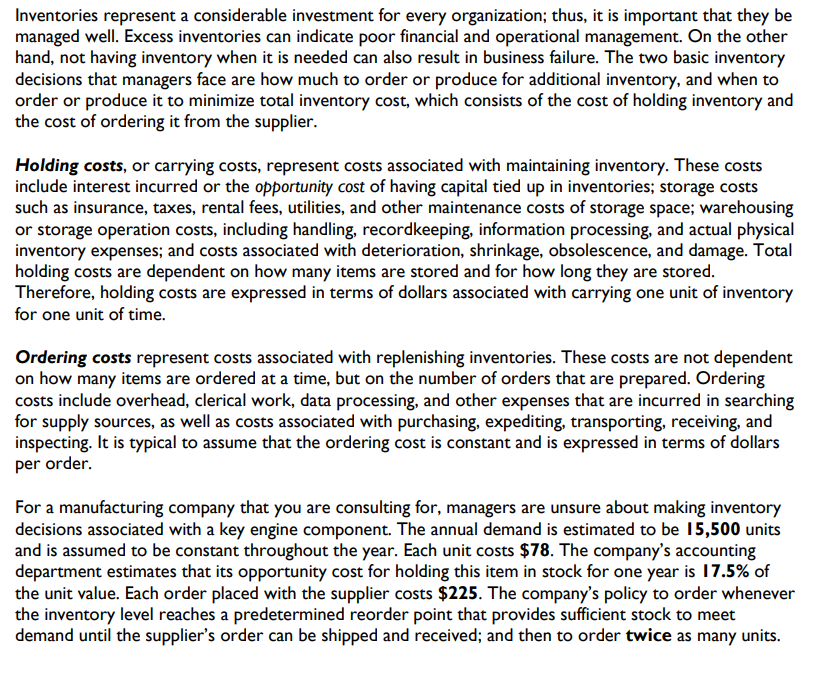 Inventories represent a considerable investment for every organization; thus, it is important that they be
managed well. Excess inventories can indicate poor financial and operational management. On the other
hand, not having inventory when it is needed can also result in business failure. The two basic inventory
decisions that managers face are how much to order or produce for additional inventory, and when to
order or produce it to minimize total inventory cost, which consists of the cost of holding inventory and
the cost of ordering it from the supplier.
Holding costs, or carrying costs, represent costs associated with maintaining inventory. These costs
include interest incurred or the opportunity cost of having capital tied up in inventories; storage costs
such as insurance, taxes, rental fees, utilities, and other maintenance costs of storage space; warehousing
or storage operation costs, including handling, recordkeeping, information processing, and actual physical
inventory expenses; and costs associated with deterioration, shrinkage, obsolescence, and damage. Total
holding costs are dependent on how many items are stored and for how long they are stored.
Therefore, holding costs are expressed in terms of dollars associated with carrying one unit of inventory
for one unit of time.
Ordering costs represent costs associated with replenishing inventories. These costs are not dependent
on how many items are ordered at a time, but on the number of orders that are prepared. Ordering
costs include overhead, clerical work, data processing, and other expenses that are incurred in searching
for supply sources, as well as costs associated with purchasing, expediting, transporting, receiving, and
inspecting. It is typical to assume that the ordering cost is constant and is expressed in terms of dollars
per order.
For a manufacturing company that you are consulting for, managers are unsure about making inventory
decisions associated with a key engine component. The annual demand is estimated to be 15,500 units
and is assumed to be constant throughout the year. Each unit costs $78. The company's accounting
department estimates that its opportunity cost for holding this item in stock for one year is 17.5% of
the unit value. Each order placed with the supplier costs $225. The company's policy to order whenever
the inventory level reaches a predetermined reorder point that provides sufficient stock to meet
demand until the supplier's order can be shipped and received; and then to order twice as many units.